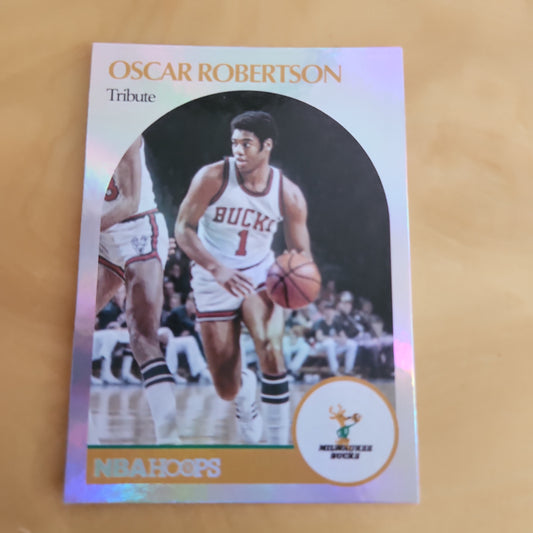 OSCAR ROBERTSON
Tribute
BUCKS
1
NBA HOOPS
MILWAUKEE
BUCKS